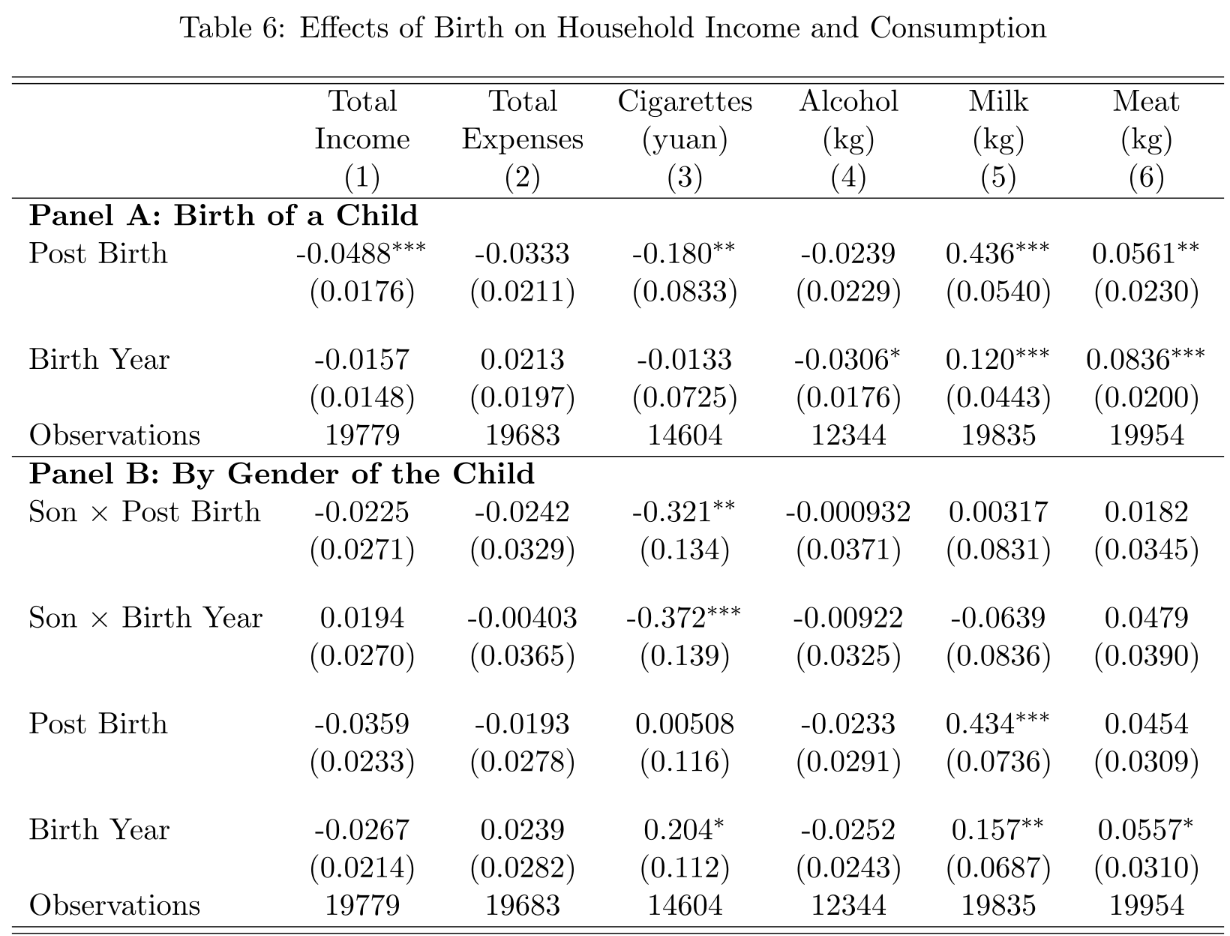 Table 6: Effects of Birth on Household Income and Consumption
Total Total Cigarettes Alcohol Milk Meat
Income Expenses (yuan) (kg) (kg) (kg)
(1) (2) (3) (4) (5) (6)
Panel A: Birth of a Child
Post Birth -0.0488*** -0.0333 -0.180** -0.0239 0.436*** 0.0561**
(0.0176) (0.0211) (0.0833) (0.0229) (0.0540) (0.0230)
Birth Year -0.0157 0.0213 -0.0133 -0.0306* 0.120*** 0.0836***
(0.0148) (0.0197) (0.0725) (0.0176) (0.0443) (0.0200)
Observations 19779 19683 14604 12344 19835 19954
Panel B: By Gender of the Child
Son × Post Birth -0.0225 -0.0242 -0.321** -0.000932 0.00317 0.0182
(0.0271) (0.0329) (0.134) (0.0371) (0.0831) (0.0345)
Son × Birth Year 0.0194 -0.00403 -0.372*** -0.00922 -0.0639 0.0479
(0.0270) (0.0365) (0.139) (0.0325) (0.0836) (0.0390)
Post Birth -0.0359 -0.0193 0.00508 -0.0233 0.434*** 0.0454
(0.0233) (0.0278) (0.116) (0.0291) (0.0736) (0.0309)
Birth Year -0.0267 0.0239 0.204* -0.0252 0.157** 0.0557*
(0.0214) (0.0282) (0.112) (0.0243) (0.0687) (0.0310)
Observations 19779 19683 14604 12344 19835 19954